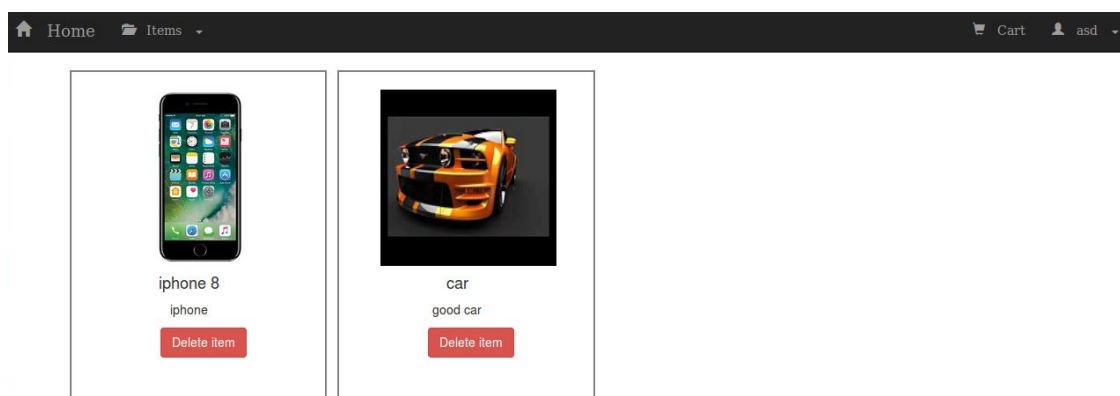 Home Items Cart asd
iphone 8
iphone
Delete item
car
good car
Delete item